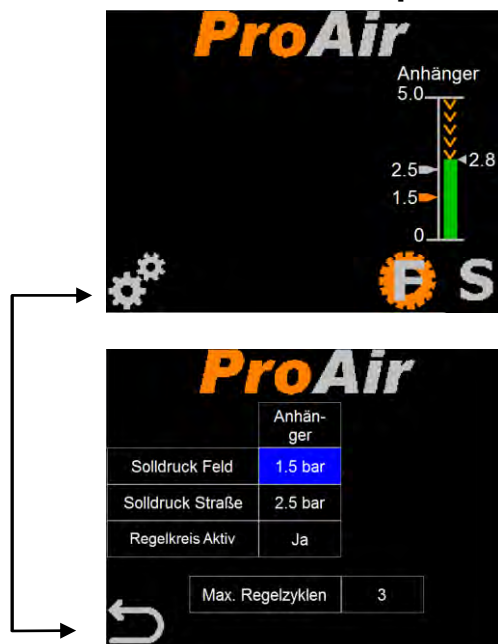 ProAir
Anhänger
5.0
2.8
2.5
1.5
0
F S
ProAir
Anhän-
ger
Solldruck Feld 1.5 bar
Solldruck Straße 2.5 bar
Regelkreis Aktiv Ja
Max. Regelzyklen 3